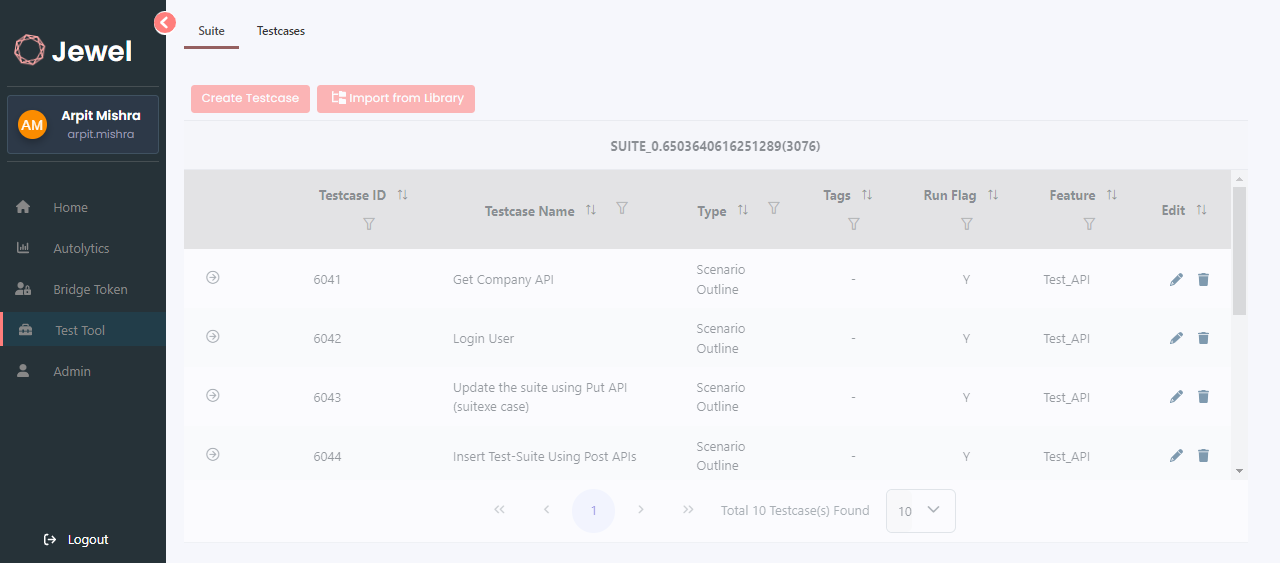 Jewel
AM
Arpit Mishra
arpit.mishra
Home
Autolytics
Bridge Token
Test Tool
Admin
Logout
Suite Testcases
Create Testcase Import from Library
SUITE_0.6503640616251289(3076)
Testcase ID Testcase Name Type Tags Run Flag Feature Edit
6041 Get Company API Scenario Outline - Y Test_API
6042 Login User Scenario Outline - Y Test_API
6043 Update the suite using Put API (suitexe case) Scenario Outline - Y Test_API
6044 Insert Test-Suite Using Post APIs Scenario Outline - Y Test_API
<< < 1 > >> Total 10 Testcase(s) Found 10